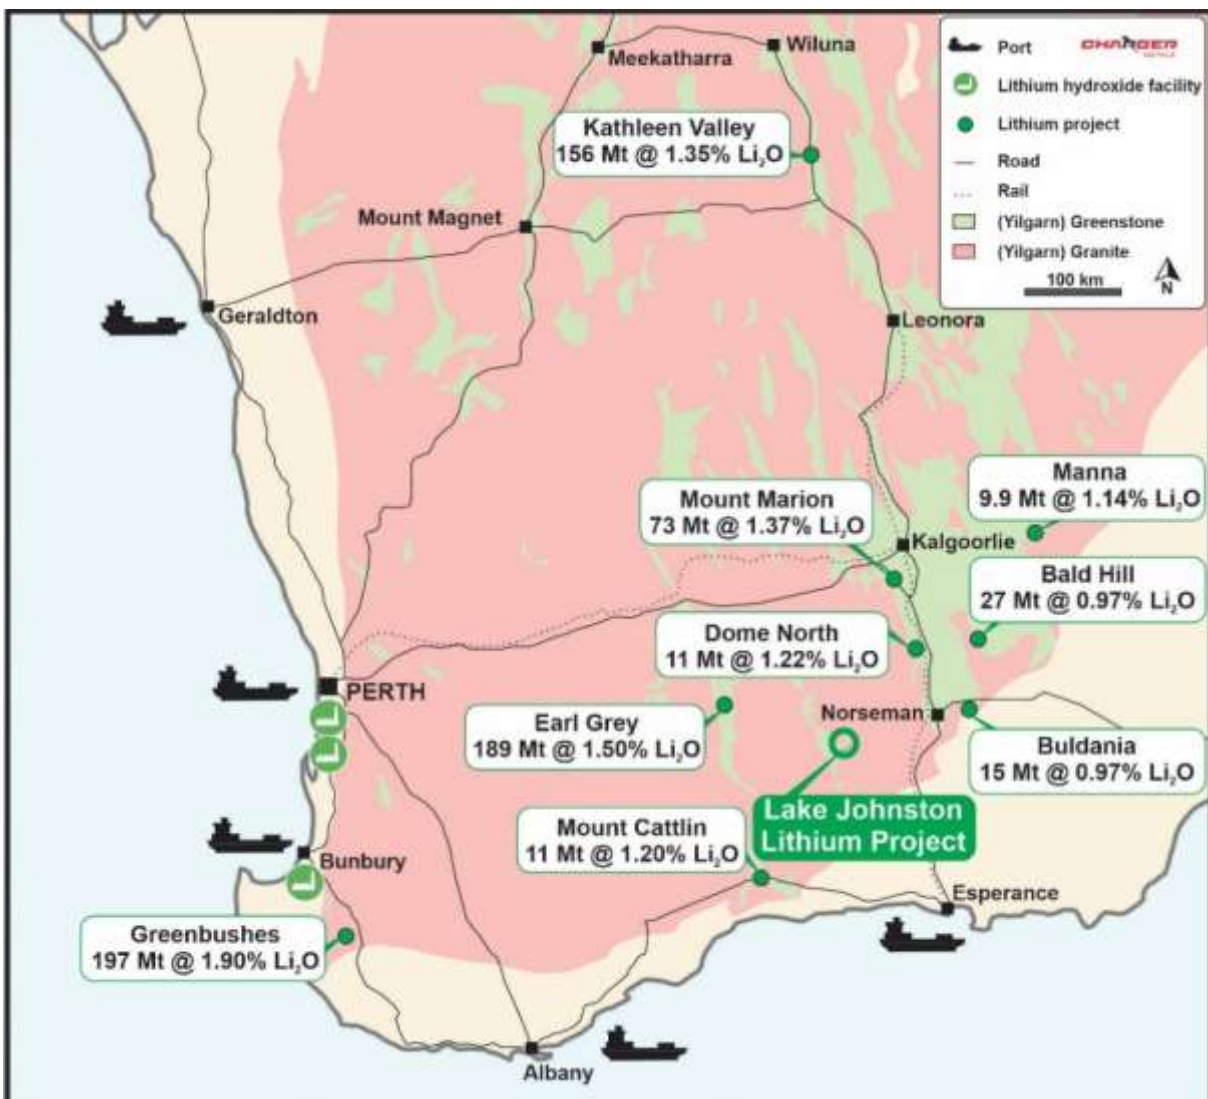 Meekatharra
Wiluna
Port
CHARGER
METALS
Lithium hydroxide facility
Lithium project
Road
Rail
(Yilgarn) Greenstone
(Yilgarn) Granite
100 km
N
Kathleen Valley
156 Mt @ 1.35% Li₂O
Mount Magnet
Geraldton
Leonora
Manna
9.9 Mt @ 1.14% Li₂O
Mount Marion
73 Mt @ 1.37% Li₂O
Kalgoorlie
Bald Hill
27 Mt @ 0.97% Li₂O
Dome North
11 Mt @ 1.22% Li₂O
PERTH
L
L
Earl Grey
189 Mt @ 1.50% Li₂O
Norseman
Buldania
15 Mt @ 0.97% Li₂O
Lake Johnston
Lithium Project
Mount Cattlin
11 Mt @ 1.20% Li₂O
Bunbury
L
Esperance
Greenbushes
197 Mt @ 1.90% Li₂O
Albany